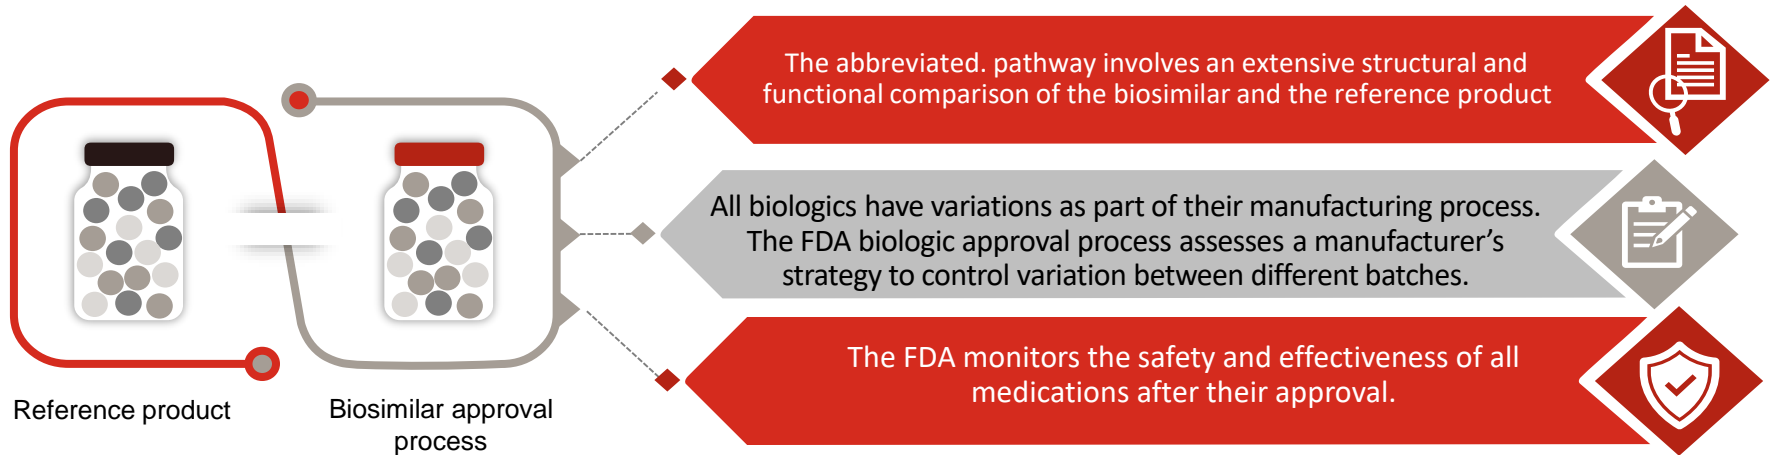 The abbreviated. pathway involves an extensive structural and
functional comparison of the biosimilar and the reference product
All biologics have variations as part of their manufacturing process.
The FDA biologic approval process assesses a manufacturer’s
strategy to control variation between different batches.
The FDA monitors the safety and effectiveness of all
medications after their approval.
Reference product
Biosimilar approval
process